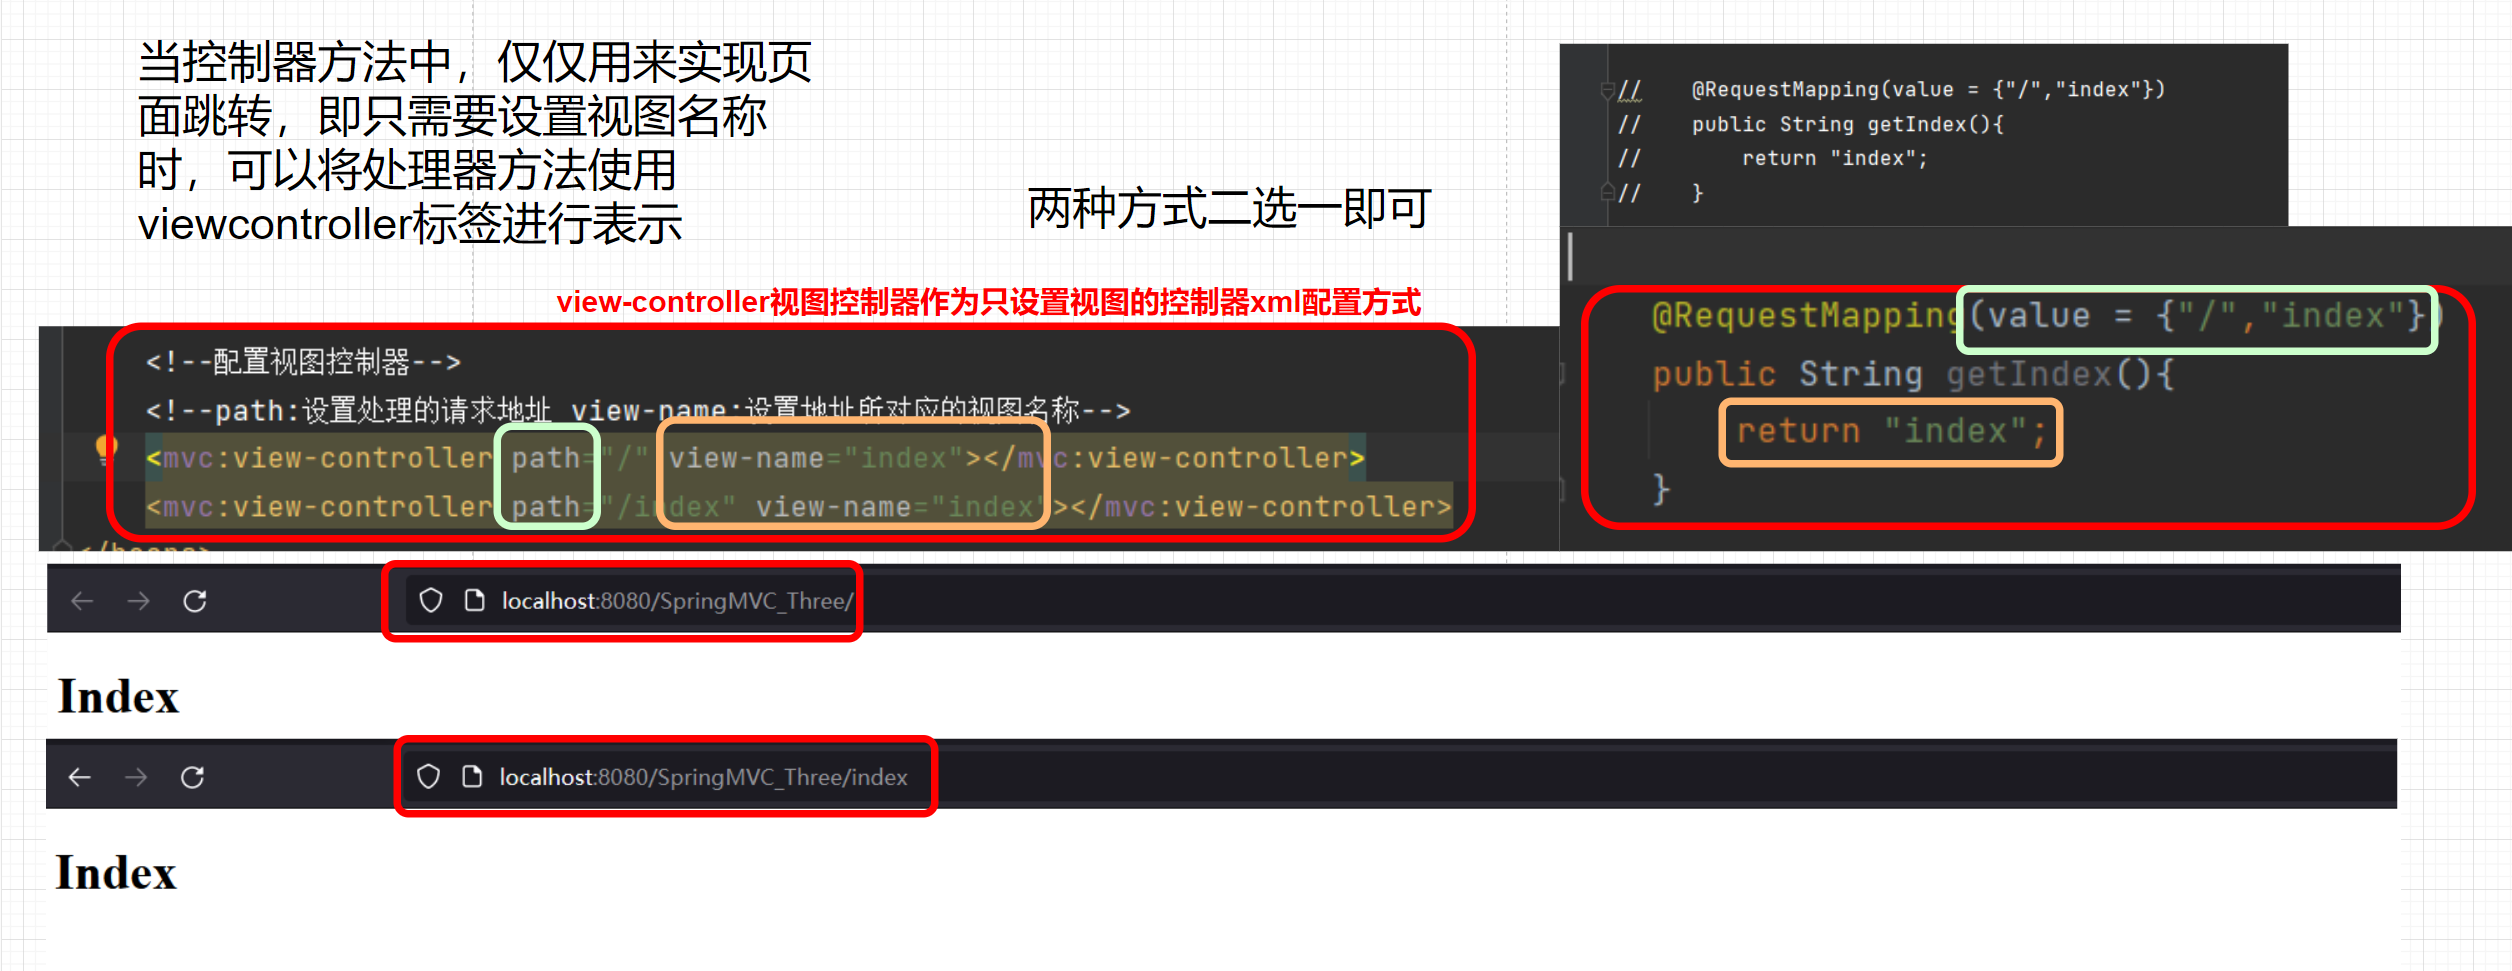 当控制器方法中，仅仅用来实现页
面跳转，即只需要设置视图名称
时，可以将处理器方法使用
viewcontroller标签进行表示
两种方式二选一即可
//    @RequestMapping(value = {"/","index"})
//    public String getIndex(){
//        return "index";
//    }
view-controller视图控制器作为只设置视图的控制器xml配置方式
<!--配置视图控制器-->
<!--path:设置处理的请求地址 view-name:设置地址所对应的视图名称-->
<mvc:view-controller path="/" view-name="index"></mvc:view-controller>
<mvc:view-controller path="/index" view-name="index"></mvc:view-controller>
</beans>
@RequestMapping(value = {"/","index"})
public String getIndex(){
return "index";
}
localhost:8080/SpringMVC_Three/
Index
localhost:8080/SpringMVC_Three/index
Index